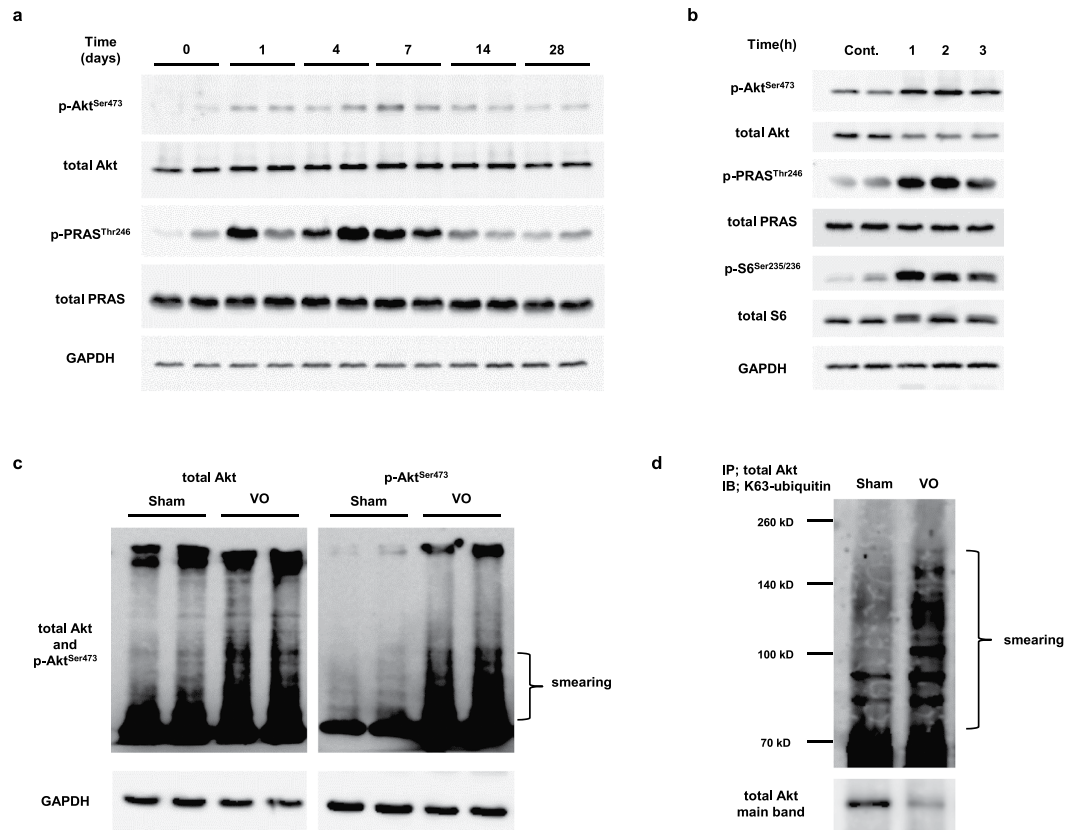 a
Time
(days)
0 1 4 7 14 28
p-AktSer473
total Akt
p-PRASThr246
total PRAS
GAPDH
b
Time(h) Cont. 1 2 3
p-AktSer473
total Akt
p-PRASThr246
total PRAS
p-S6Ser235/236
total S6
GAPDH
c
total Akt p-AktSer473
Sham VO Sham VO
total Akt
and
p-AktSer473
smearing
GAPDH
d
IP; total Akt
IB; K63-ubiquitin
Sham VO
260 kD
140 kD
100 kD
70 kD
smearing
total Akt
main band